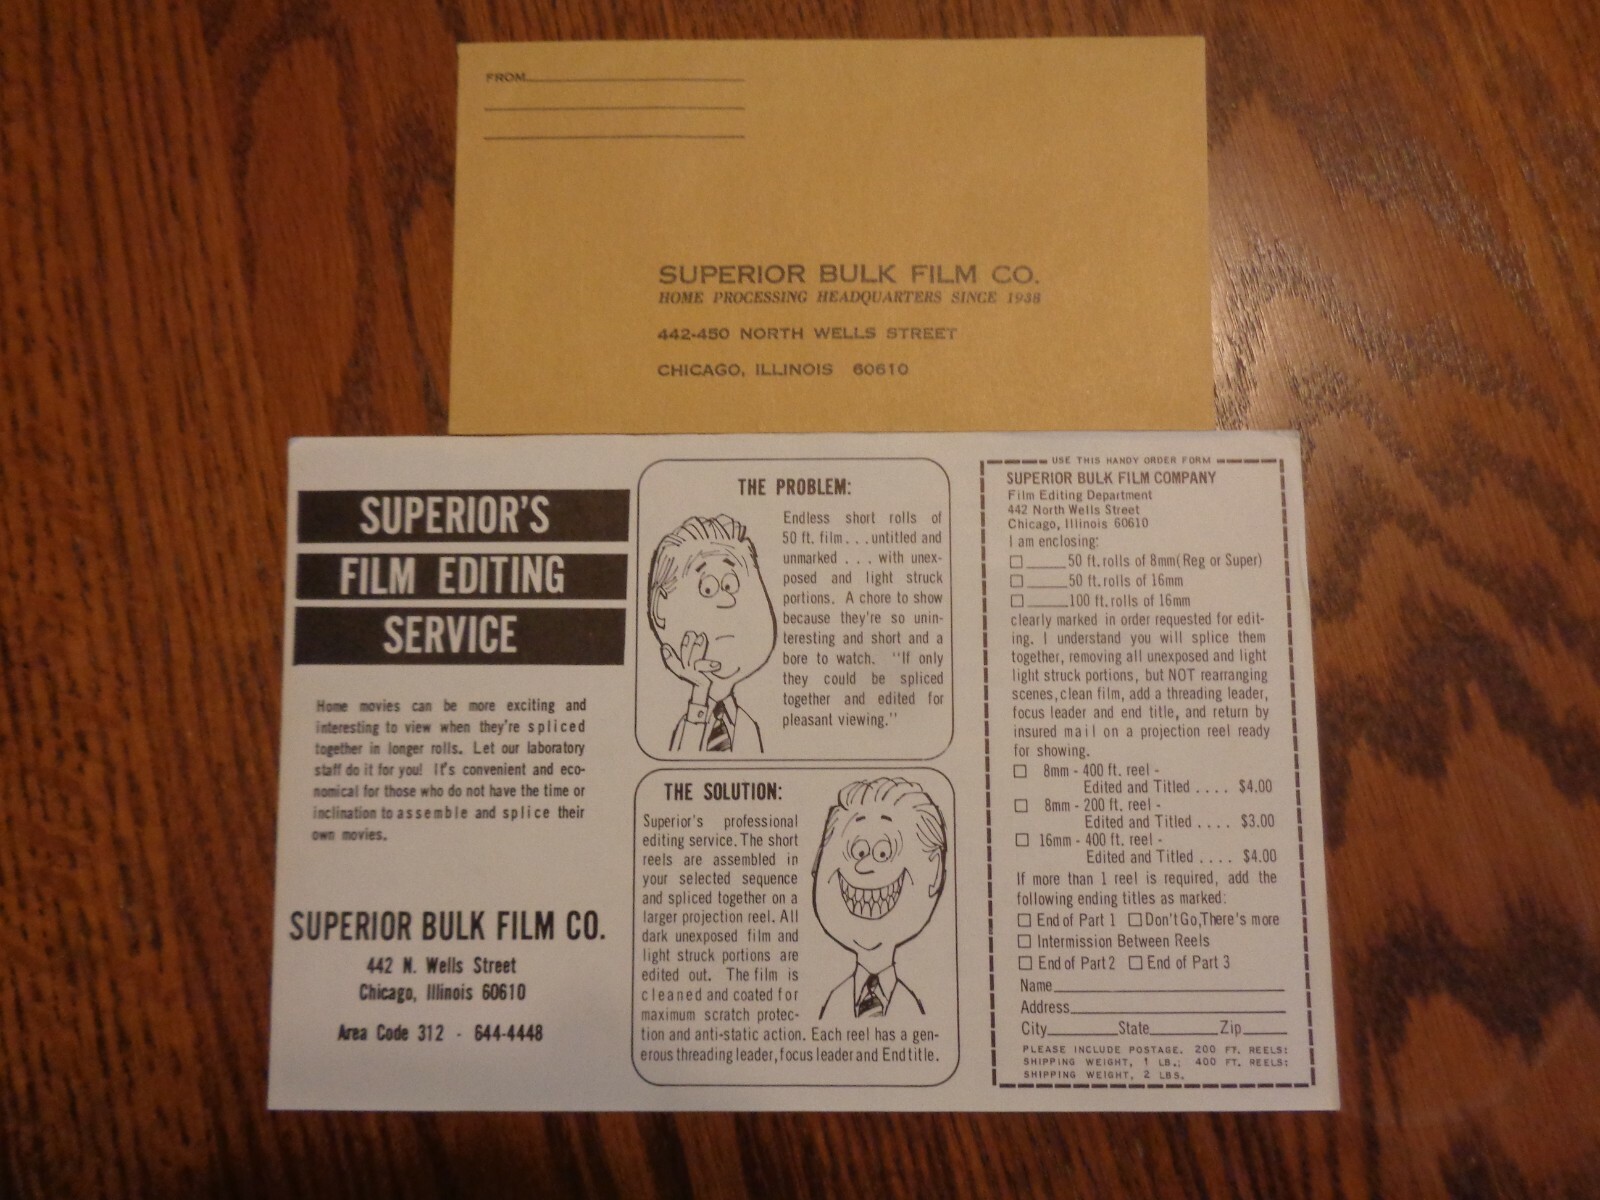 FROM
SUPERIOR BULK FILM CO.
HOME PROCESSING HEADQUARTERS SINCE 1938
442-450 NORTH WELLS STREET
CHICAGO, ILLINOIS 60610
SUPERIOR'S
FILM EDITING
SERVICE
Home movies can be more exciting and
interesting to view when they're spliced
together in longer rolls. Let our laboratory
staff do it for you! It's convenient and eco-
nomical for those who do not have the time or
inclination to assemble and splice their
own movies.
SUPERIOR BULK FILM CO.
442 N. Wells Street
Chicago, Illinois 60610
Area Code 312 - 644-4448
THE PROBLEM:
Endless short rolls of
50 ft. film . . . untitled and
unmarked . . . with unex-
posed and light struck
portions. A chore to show
because they're so unin-
teresting and short and a
bore to watch. "If only
they could be spliced
together and edited for
pleasant viewing."
THE SOLUTION:
Superior's professional
editing service. The short
reels are assembled in
your selected sequence
and spliced together on a
larger projection reel. All
dark unexposed film and
light struck portions are
edited out. The film is
cleaned and coated for
maximum scratch protec-
tion and anti-static action. Each reel has a gen-
erous threading leader, focus leader and End title.
USE THIS HANDY ORDER FORM
SUPERIOR BULK FILM COMPANY
Film Editing Department
442 North Wells Street
Chicago, Illinois 60610
I am enclosing:
50 ft. rolls of 8mm (Reg or Super)
50 ft. rolls of 16mm
100 ft. rolls of 16mm
clearly marked in order requested for edit-
ing. I understand you will splice them
together, removing all unexposed and light
light struck portions, but NOT rearranging
scenes, clean film, add a threading leader,
focus leader and end title, and return by
insured mail on a projection reel ready
for showing.
8mm - 400 ft. reel -
Edited and Titled . . . . $4.00
8mm - 200 ft. reel -
Edited and Titled . . . . $3.00
16mm - 400 ft. reel -
Edited and Titled . . . . $4.00
If more than 1 reel is required, add the
following ending titles as marked:
End of Part 1 Don't Go, There's more
Intermission Between Reels
End of Part 2 End of Part 3
Name
Address
City State Zip
PLEASE INCLUDE POSTAGE. 200 FT. REELS:
SHIPPING WEIGHT, 1 LB.; 400 FT. REELS:
SHIPPING WEIGHT, 2 LBS.